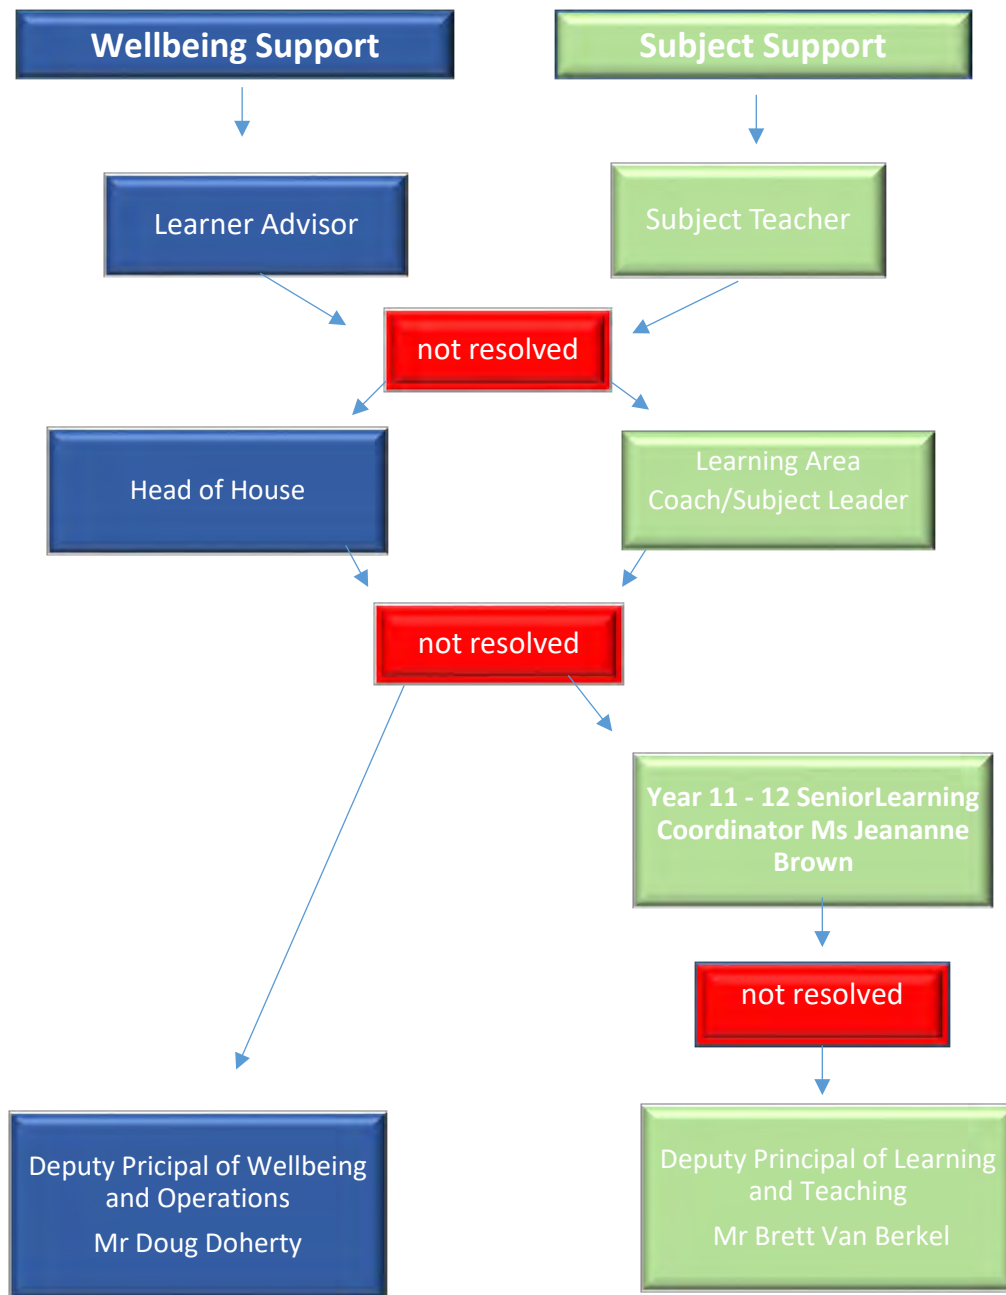 Wellbeing Support
Subject Support
Learner Advisor
Subject Teacher
not resolved
Head of House
Learning Area
Coach/Subject Leader
not resolved
Year 11 - 12 SeniorLearning
Coordinator Ms Jeananne
Brown
not resolved
Deputy Pricipal of Wellbeing
and Operations
Mr Doug Doherty
Deputy Principal of Learning
and Teaching
Mr Brett Van Berkel